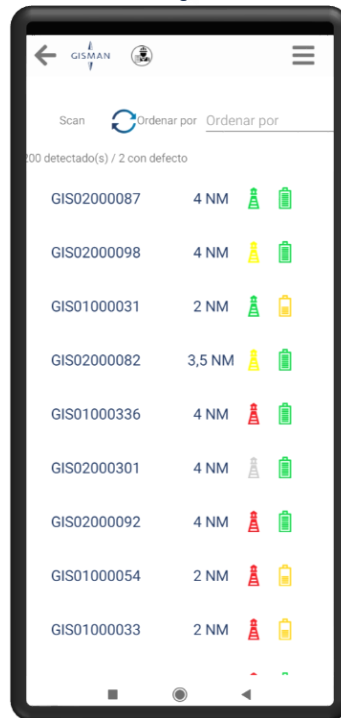 GISMAN
Scan Ordenar por Ordenar por
200 detectado(s) / 2 con defecto
GIS02000087 4 NM
GIS02000098 4 NM
GIS01000031 2 NM
GIS02000082 3,5 NM
GIS01000336 4 NM
GIS02000301 4 NM
GIS02000092 4 NM
GIS01000054 2 NM
GIS01000033 2 NM